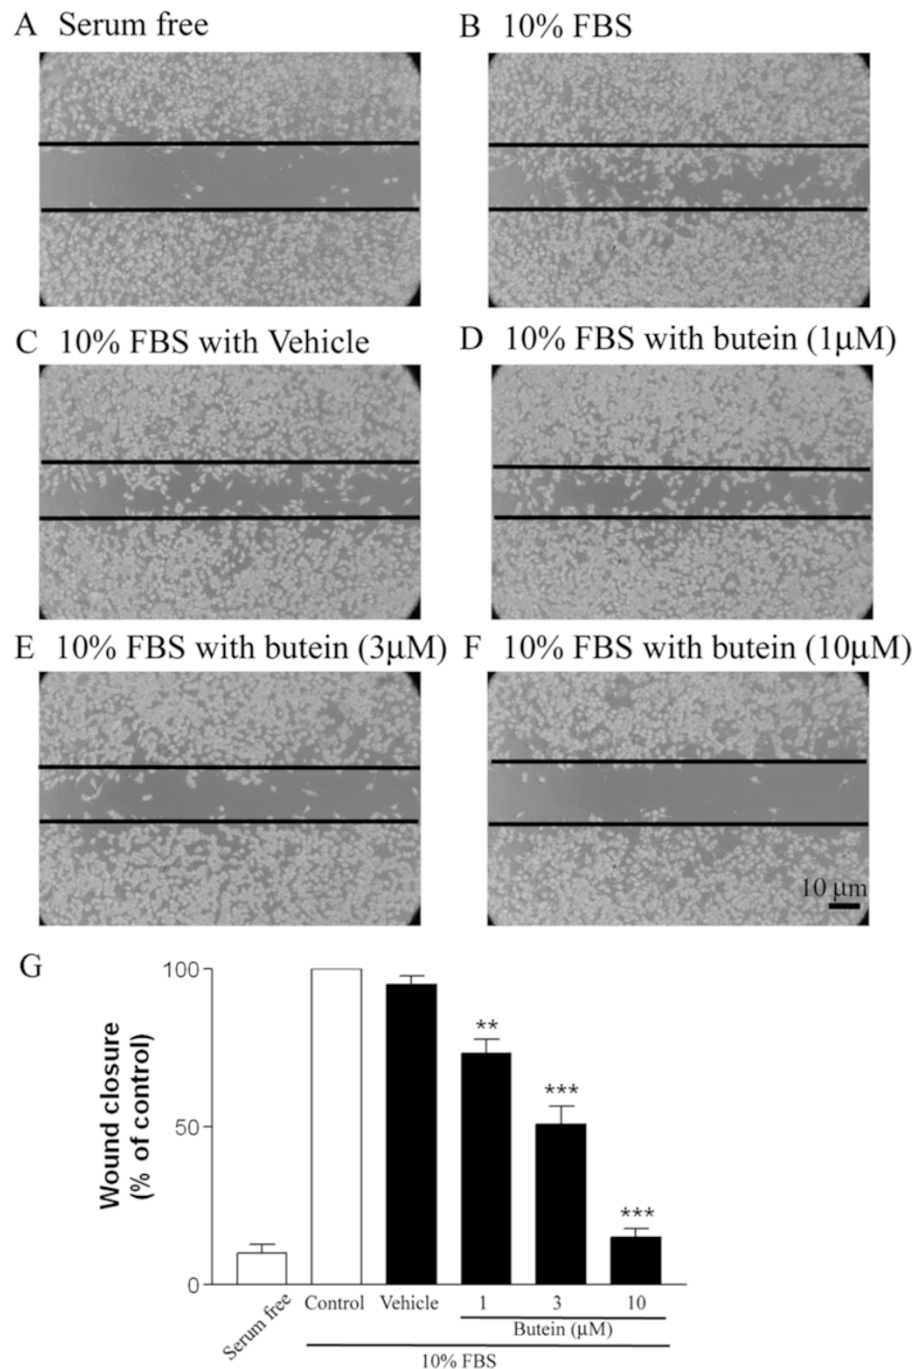 A Serum free
B 10% FBS
C 10% FBS with Vehicle
D 10% FBS with butein (1μM)
E 10% FBS with butein (3μM)
F 10% FBS with butein (10μM)
10 μm
G
Wound closure
(% of control)
100
50
0
**
***
***
Serum free
Control
Vehicle
1
3
10
Butein (μM)
10% FBS